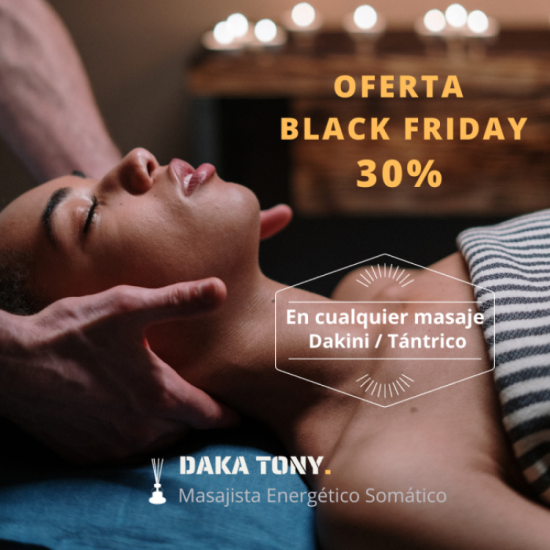 OFERTA
BLACK FRIDAY
30%
En cualquier masaje
Dakini / Tántrico
DAKA TONY.
Masajista Energético Somático